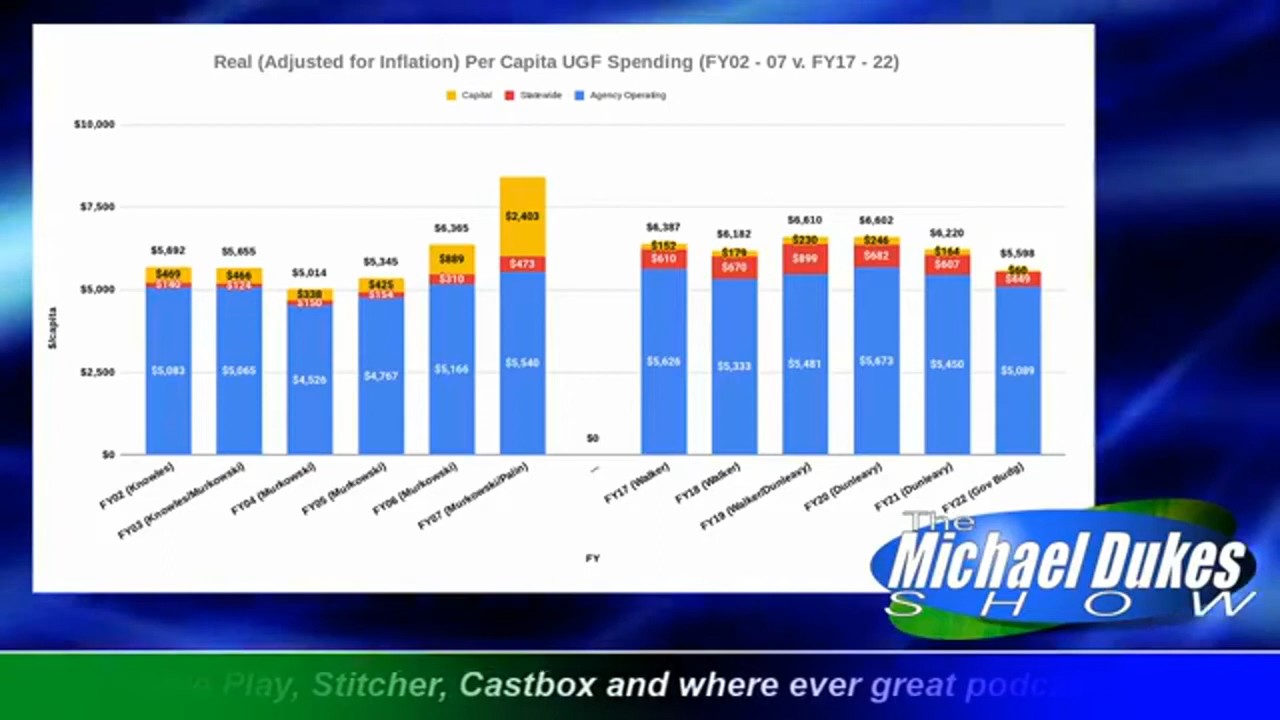 Real (Adjusted for Inflation) Per Capita UGF Spending (FY02 - 07 v. FY17 - 22)
Capital Statewide Agency Operating
$10,000
$7,500
$5,000
$2,500
$0
$/capita
$5,692 $5,655 $5,014 $5,345 $6,365 $0 $6,387 $6,182 $6,610 $6,602 $6,220 $5,598
$469 $466 $338 $425 $889 $2,403 $152 $179 $230 $246 $164 $60
$140 $124 $150 $154 $310 $473 $610 $670 $899 $682 $607 $449
$5,083 $5,065 $4,526 $4,767 $5,166 $5,540 $5,626 $5,333 $5,481 $5,673 $5,450 $5,089
FY02 (Knowles)
FY03 (Knowles/Murkowski)
FY04 (Murkowski)
FY05 (Murkowski)
FY06 (Murkowski)
FY07 (Murkowski/Palin)
...
FY17 (Walker)
FY18 (Walker)
FY19 (Walker/Dunleavy)
FY20 (Dunleavy)
FY21 (Dunleavy)
FY22 (Gov Budg)
FY
The
Michael Dukes
SHOW
Play, Stitcher, Castbox and where ever great podc